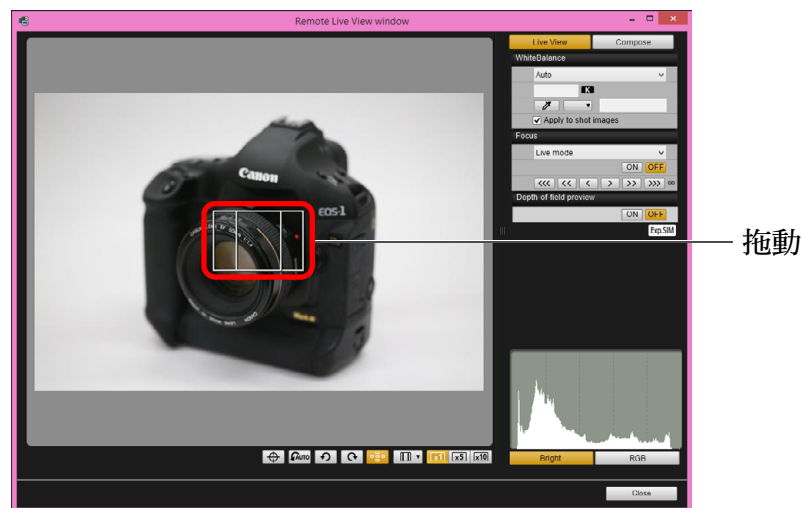 Remote Live View window
Live View
Compose
WhiteBalance
Auto
K
Apply to shot images
Focus
Live mode
ON OFF
<<< << < > >> >>> ∞
Depth of field preview
ON OFF
Exp.SIM
拖動
Canon
EOS-1
AUTO
x1 x5 x10
Bright
RGB
Close